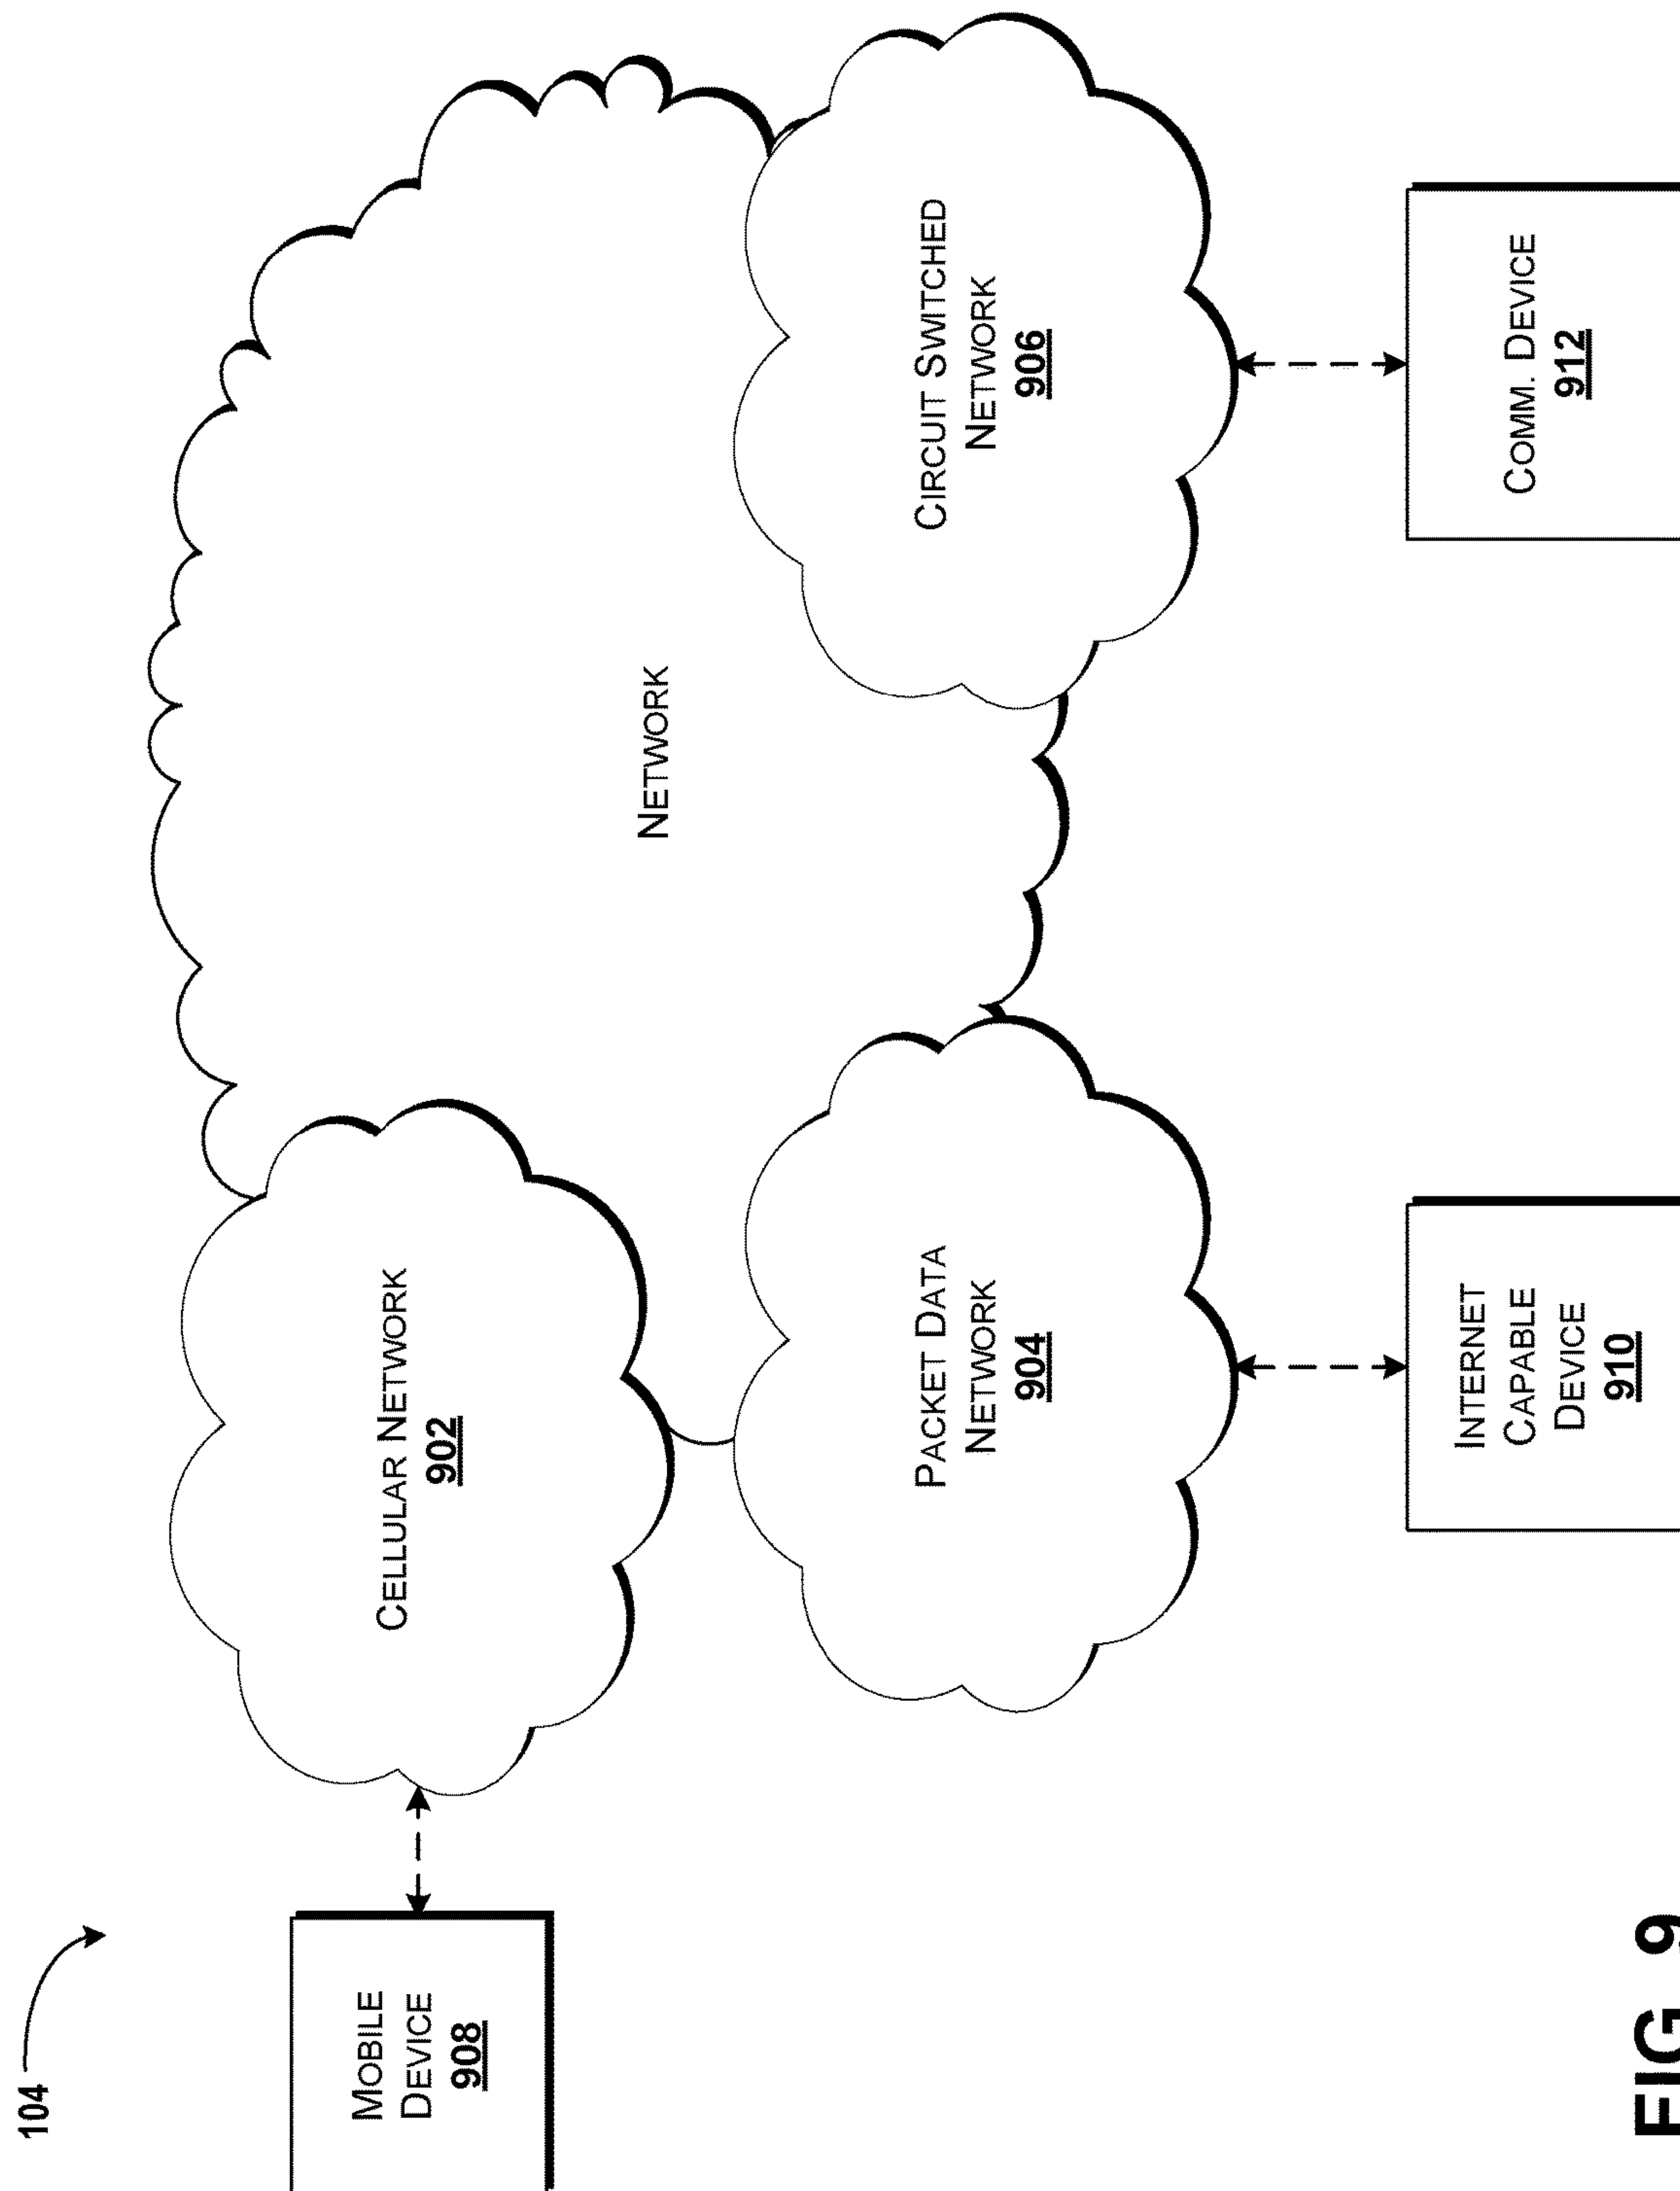 104
MOBILE
DEVICE
908
CELLULAR NETWORK
902
NETWORK
PACKET DATA
NETWORK
904
CIRCUIT SWITCHED
NETWORK
906
INTERNET
CAPABLE
DEVICE
910
COMM. DEVICE
912
FIG. 9